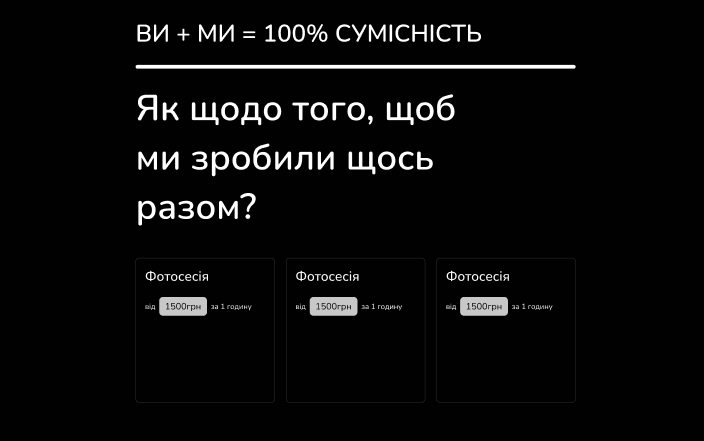 ВИ + МИ = 100% СУМІСНІСТЬ
Як щодо того, щоб
ми зробили щось
разом?
Фотосесія
від 1500грн за 1 годину
Фотосесія
від 1500грн за 1 годину
Фотосесія
від 1500грн за 1 годину